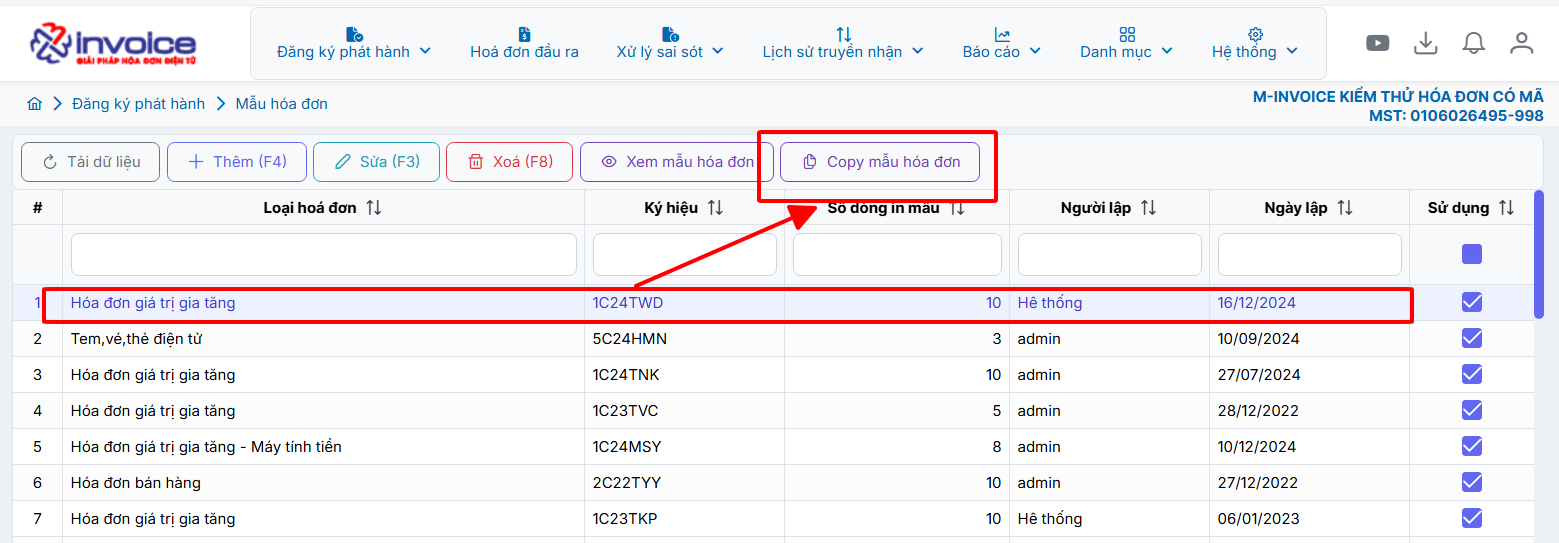 invoice
GIẢI PHÁP HÓA ĐƠN ĐIỆN TỬ
Đăng ký phát hành
Hoá đơn đầu ra
Xử lý sai sót
Lịch sử truyền nhận
Báo cáo
Danh mục
Hệ thống
Đăng ký phát hành
Mẫu hóa đơn
M-INVOICE KIỂM THỬ HÓA ĐƠN CÓ MÃ
MST: 0106026495-998
Tải dữ liệu
Thêm (F4)
Sửa (F3)
Xoá (F8)
Xem mẫu hóa đơn
Copy mẫu hóa đơn
# Loại hoá đơn Ký hiệu Số dòng in mẫu Người lập Ngày lập Sử dụng
1 Hóa đơn giá trị gia tăng 1C24TWD 10 Hê thống 16/12/2024
2 Tem,vé,thẻ điện tử 5C24HMN 3 admin 10/09/2024
3 Hóa đơn giá trị gia tăng 1C24TNK 10 admin 27/07/2024
4 Hóa đơn giá trị gia tăng 1C23TVC 5 admin 28/12/2022
5 Hóa đơn giá trị gia tăng - Máy tính tiền 1C24MSY 8 admin 10/12/2024
6 Hóa đơn bán hàng 2C22TYY 10 admin 27/12/2022
7 Hóa đơn giá trị gia tăng 1C23TKP 10 Hê thống 06/01/2023